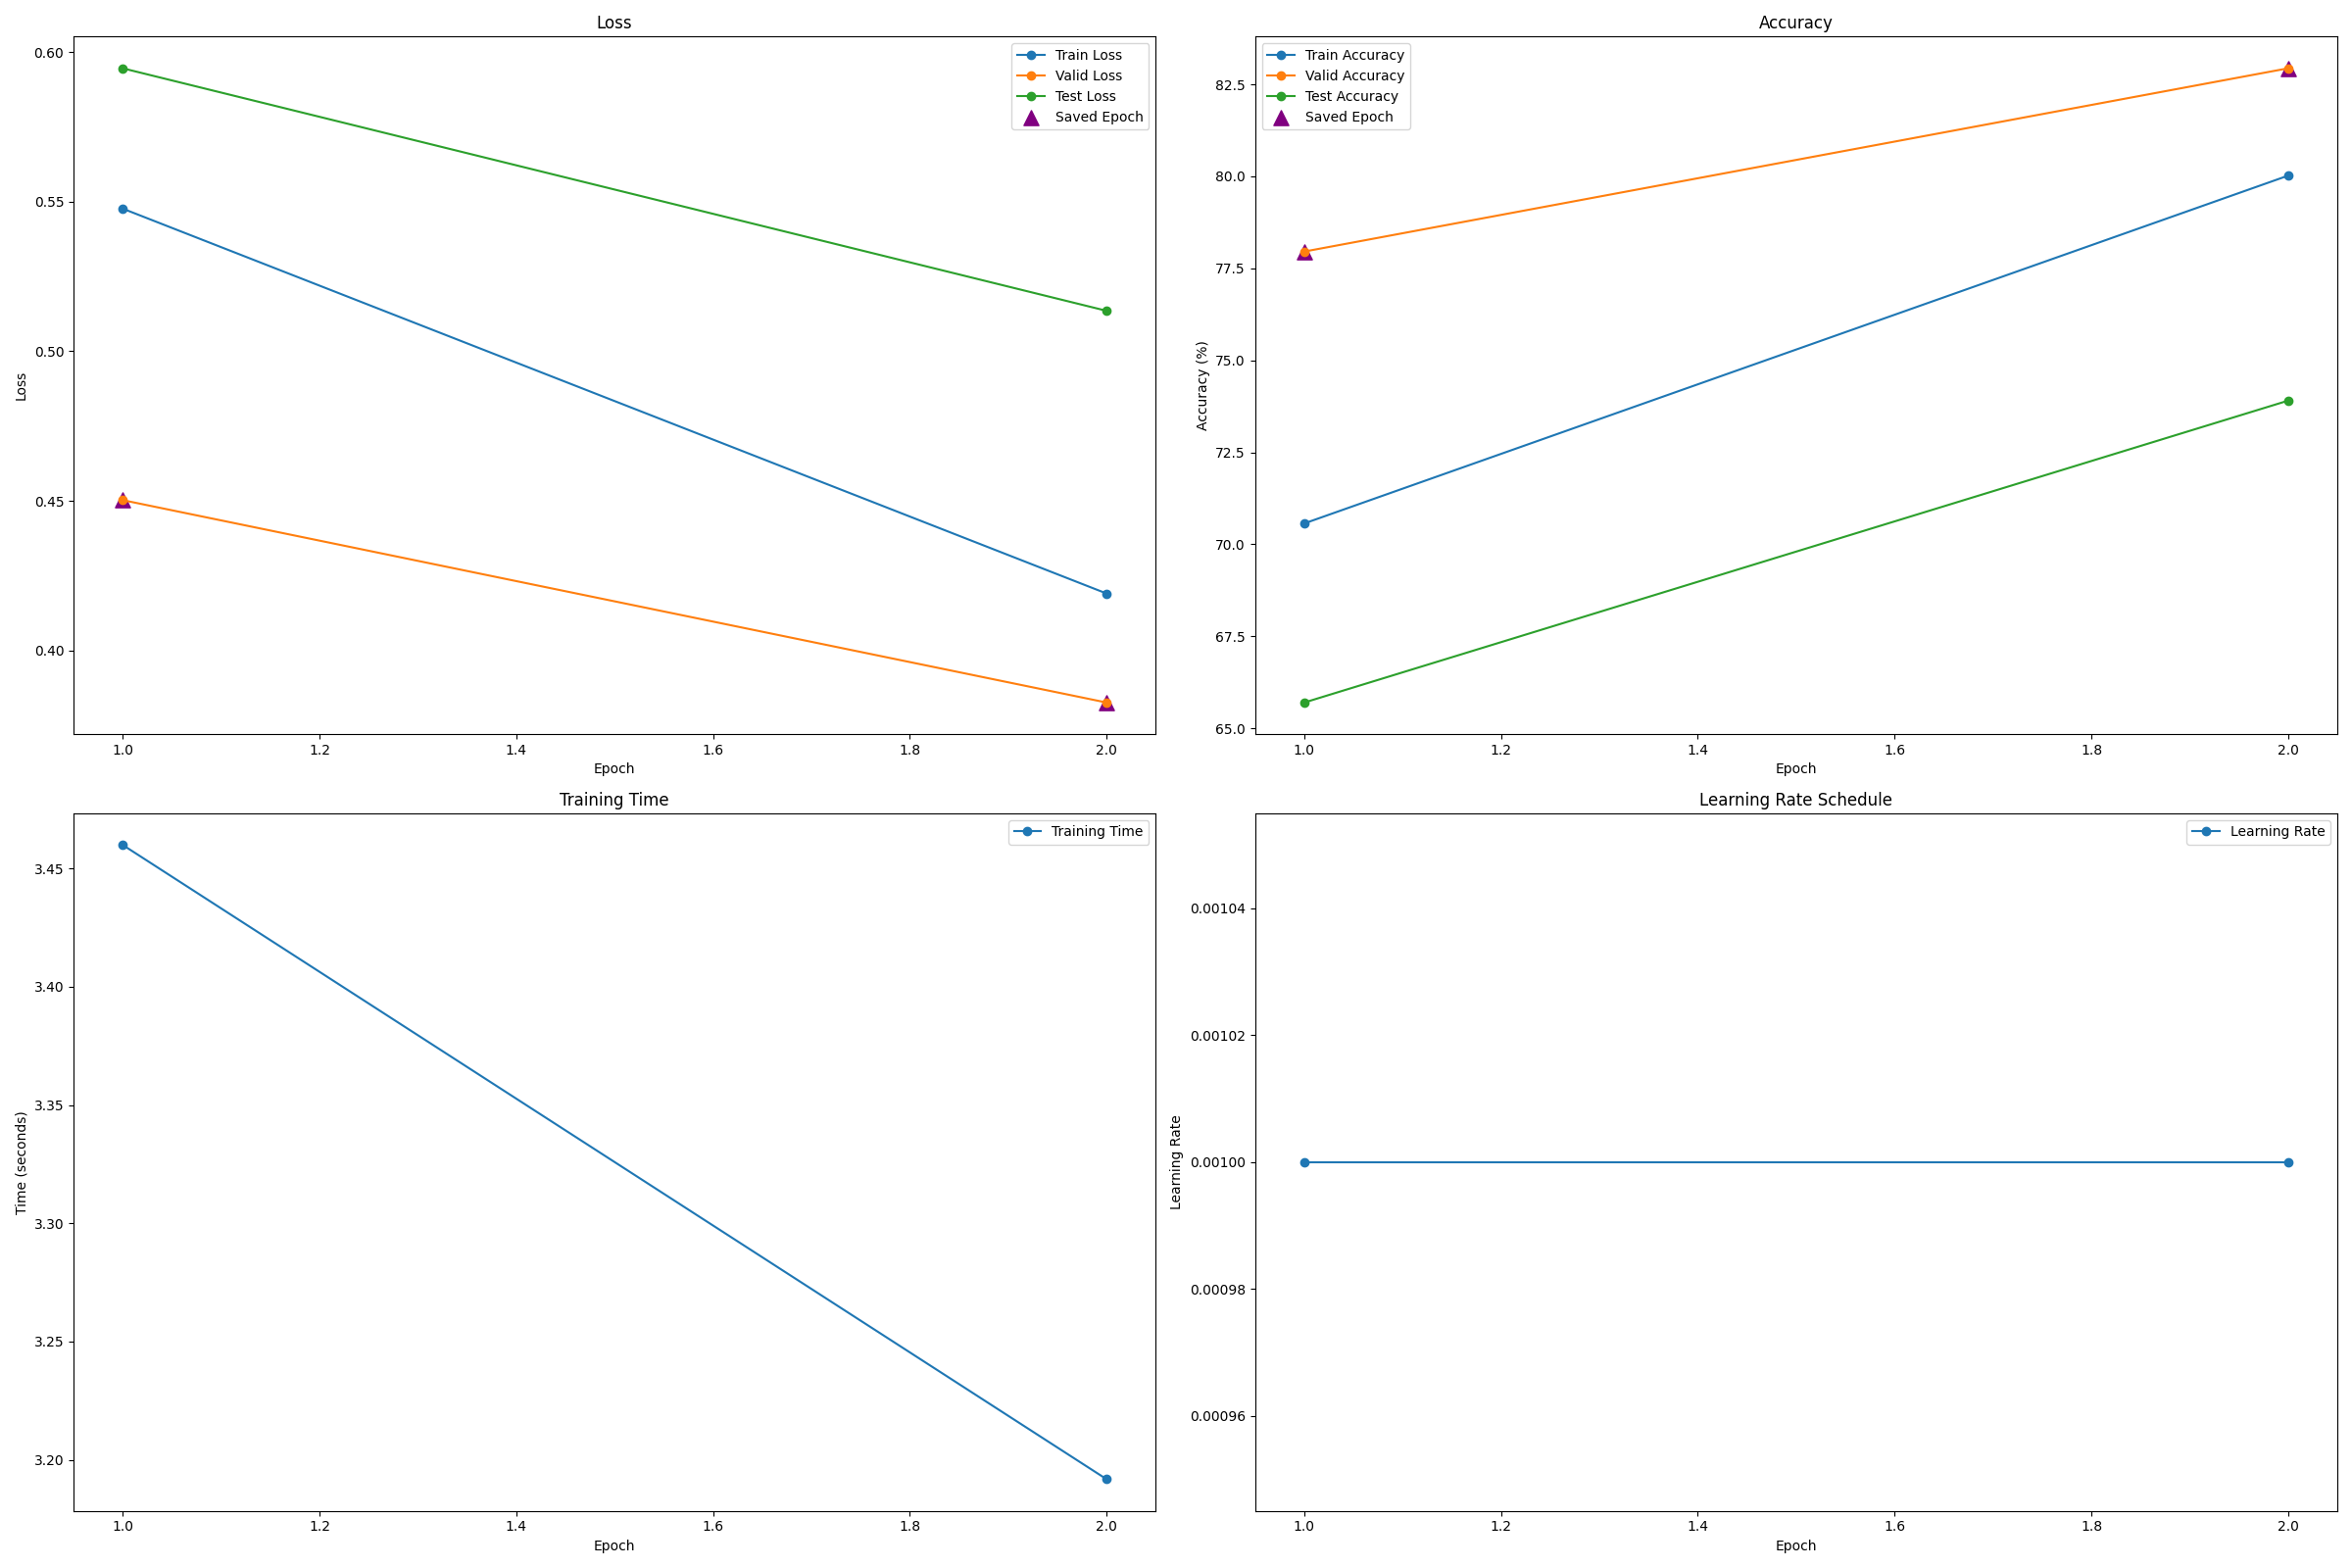 Loss
Train Loss
Valid Loss
Test Loss
Saved Epoch
0.60
0.55
0.50
0.45
0.40
Loss
1.0 1.2 1.4 1.6 1.8 2.0
Epoch
Accuracy
Train Accuracy
Valid Accuracy
Test Accuracy
Saved Epoch
82.5
80.0
77.5
75.0
72.5
70.0
67.5
65.0
Accuracy (%)
1.0 1.2 1.4 1.6 1.8 2.0
Epoch
Training Time
Training Time
3.45
3.40
3.35
3.30
3.25
3.20
Time (seconds)
1.0 1.2 1.4 1.6 1.8 2.0
Epoch
Learning Rate Schedule
Learning Rate
0.00104
0.00102
0.00100
0.00098
0.00096
Learning Rate
1.0 1.2 1.4 1.6 1.8 2.0
Epoch